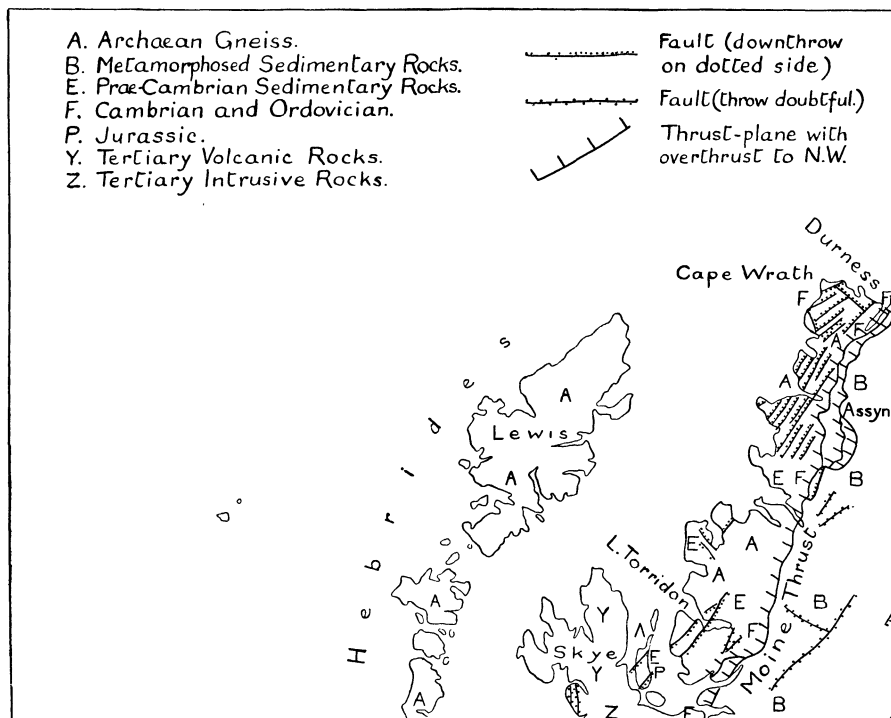 A. Archaean Gneiss.
B. Metamorphosed Sedimentary Rocks.
E. Præ-Cambrian Sedimentary Rocks.
F. Cambrian and Ordovician.
P. Jurassic.
Y. Tertiary Volcanic Rocks.
Z. Tertiary Intrusive Rocks.
Fault (downthrow
on dotted side)
Fault (throw doubtful.)
Thrust-plane with
overthrust to N.W.
Durness
Cape Wrath
F
F
A
F
A
B
Assyn
E
F
B
Hebrides
A
Lewis
A
A
A
L. Torridon
E
A
A
E
F
Moine Thrust
B
B
Skye
Y
Y
Z
A
E
P
F